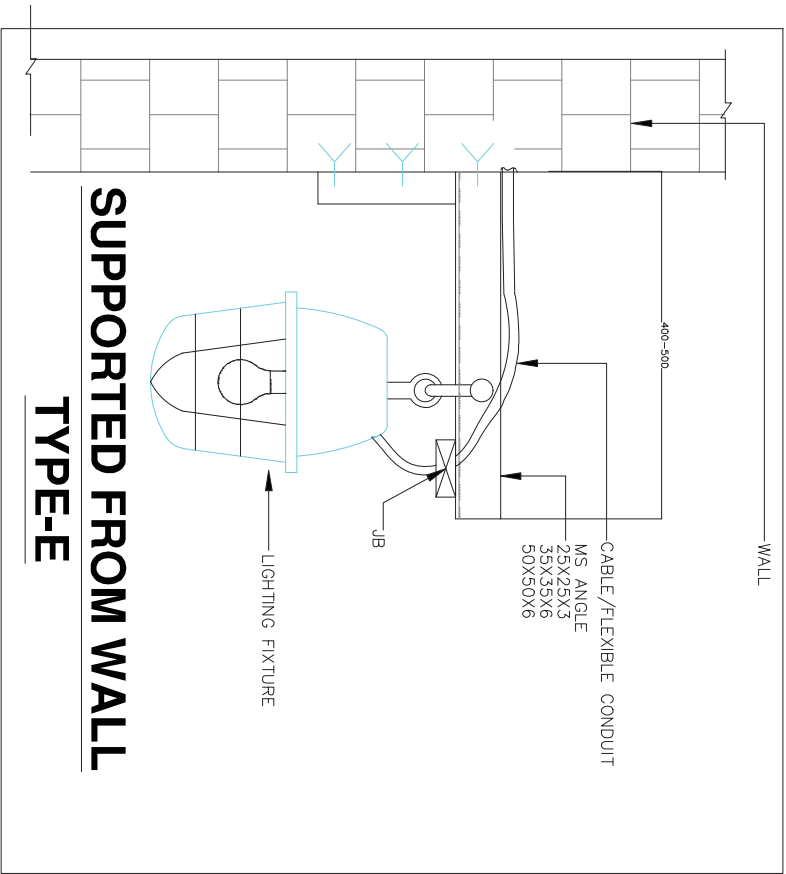 WALL
CABLE/FLEXIBLE CONDUIT
MS ANGLE
25X25X3
35X35X6
50X50X6
400-500
JB
LIGHTING FIXTURE
SUPPORTED FROM WALL
TYPE-E